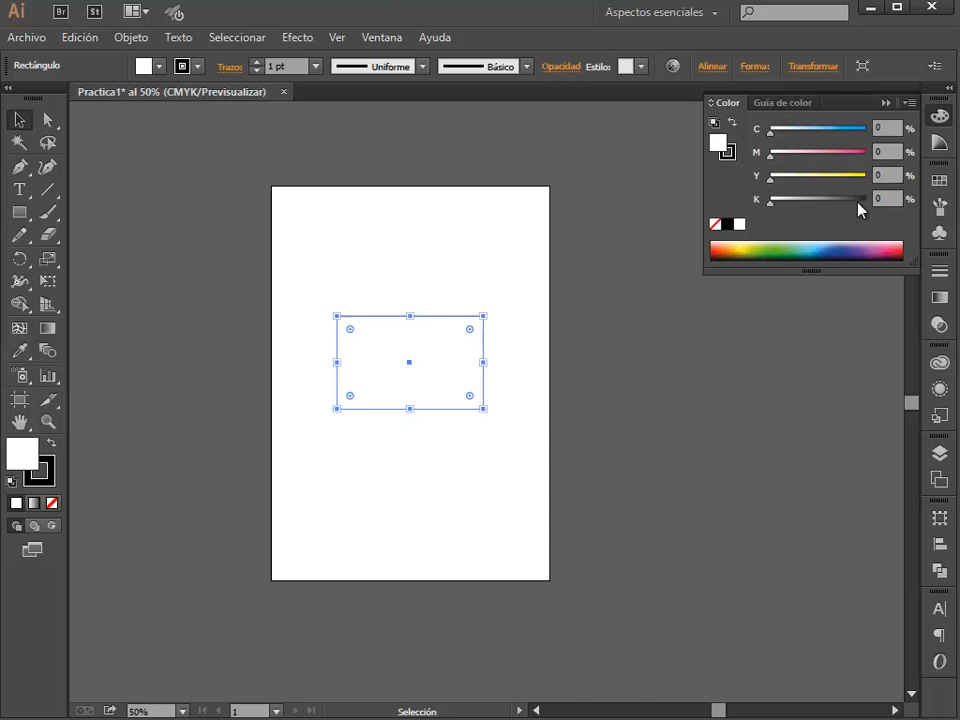 Ai Br St Aspectos esenciales
Archivo Edición Objeto Texto Seleccionar Efecto Ver Ventana Ayuda
Rectángulo Trazo: 1 pt Uniforme Básico Opacidad Estilo: Alinear Forma: Transformar
Practica1* al 50% (CMYK/Previsualizar) ×
Color Guía de color
C 0 %
M 0 %
Y 0 %
K 0 %
50% 1 Selección